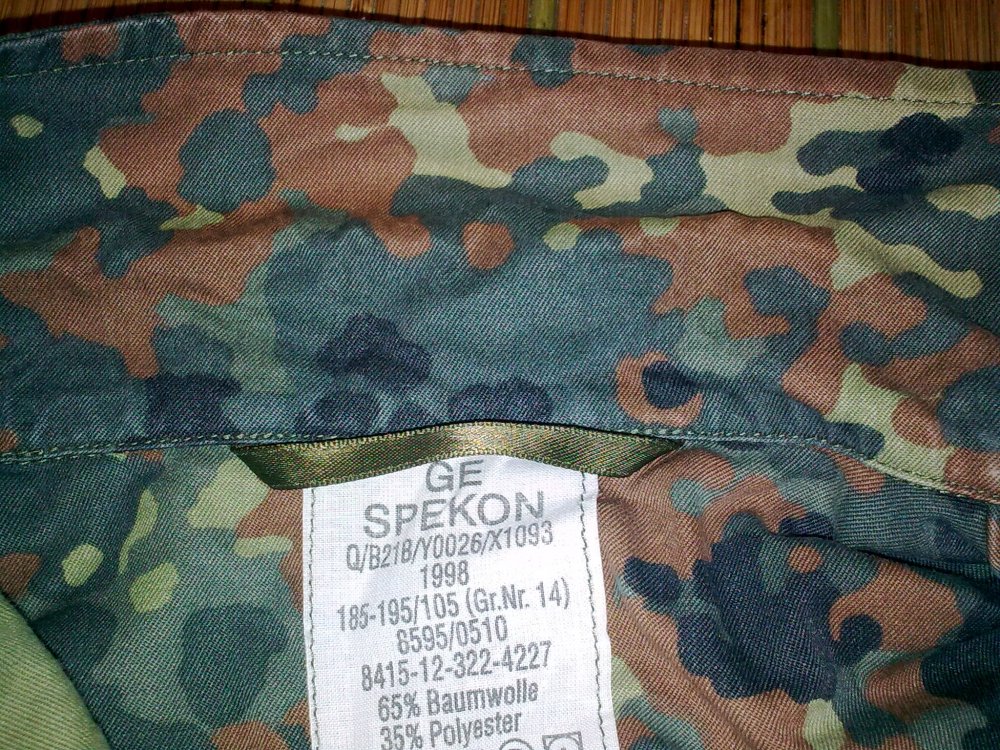 GE
SPEKON
Q/B218/Y0026/X1093
1998
185-195/105 (Gr.Nr. 14)
8595/0510
8415-12-322-4227
65% Baumwolle
35% Polyester